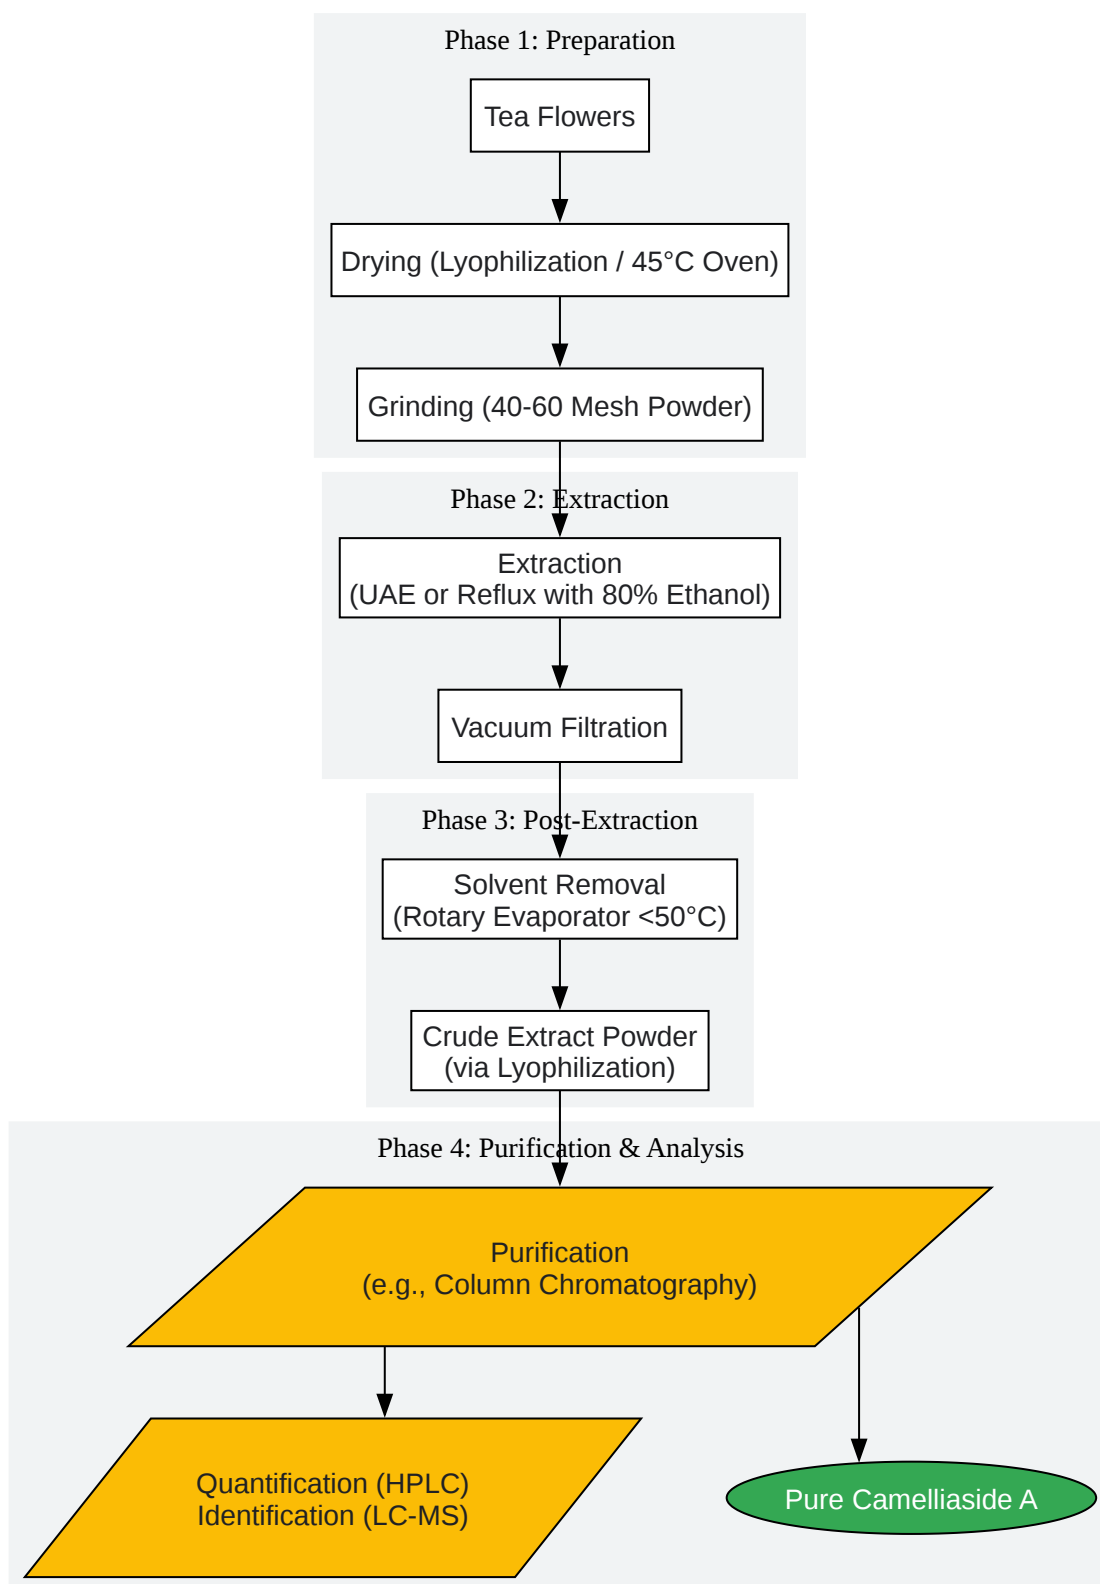 Phase 1: Preparation
Tea Flowers
Drying (Lyophilization / 45°C Oven)
Grinding (40-60 Mesh Powder)
Phase 2: Extraction
Extraction
(UAE or Reflux with 80% Ethanol)
Vacuum Filtration
Phase 3: Post-Extraction
Solvent Removal
(Rotary Evaporator <50°C)
Crude Extract Powder
(via Lyophilization)
Phase 4: Purification & Analysis
Purification
(e.g., Column Chromatography)
Quantification (HPLC)
Identification (LC-MS)
Pure Camelliaside A